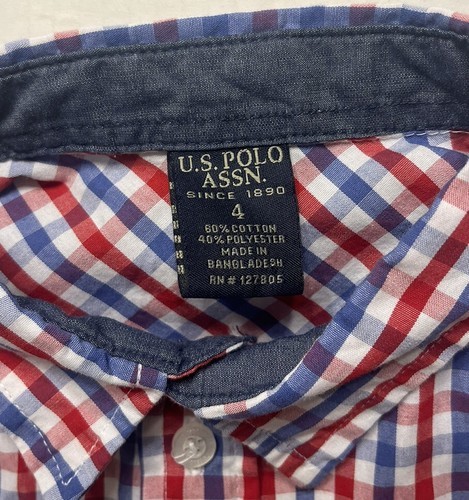 U.S. POLO
ASSN.
SINCE 1890
4
60% COTTON
40% POLYESTER
MADE IN
BANGLADESH
RN# 127805